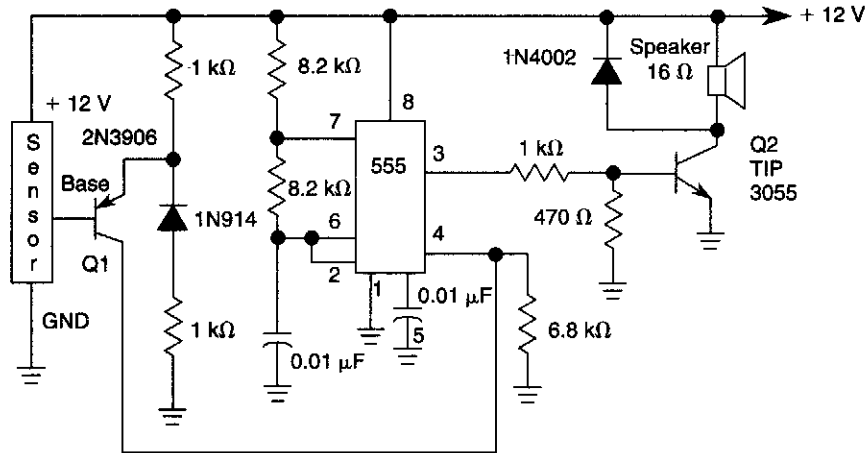 + 12 V
1 kΩ
8.2 kΩ
1N4002
Speaker
16 Ω
+ 12 V
8
2N3906
7
Sensor
555
3
1 kΩ
Q2
TIP
3055
Base
8.2 kΩ
1N914
6
4
470 Ω
Q1
2
1
0.01 µF
GND
1 kΩ
5
6.8 kΩ
0.01 µF